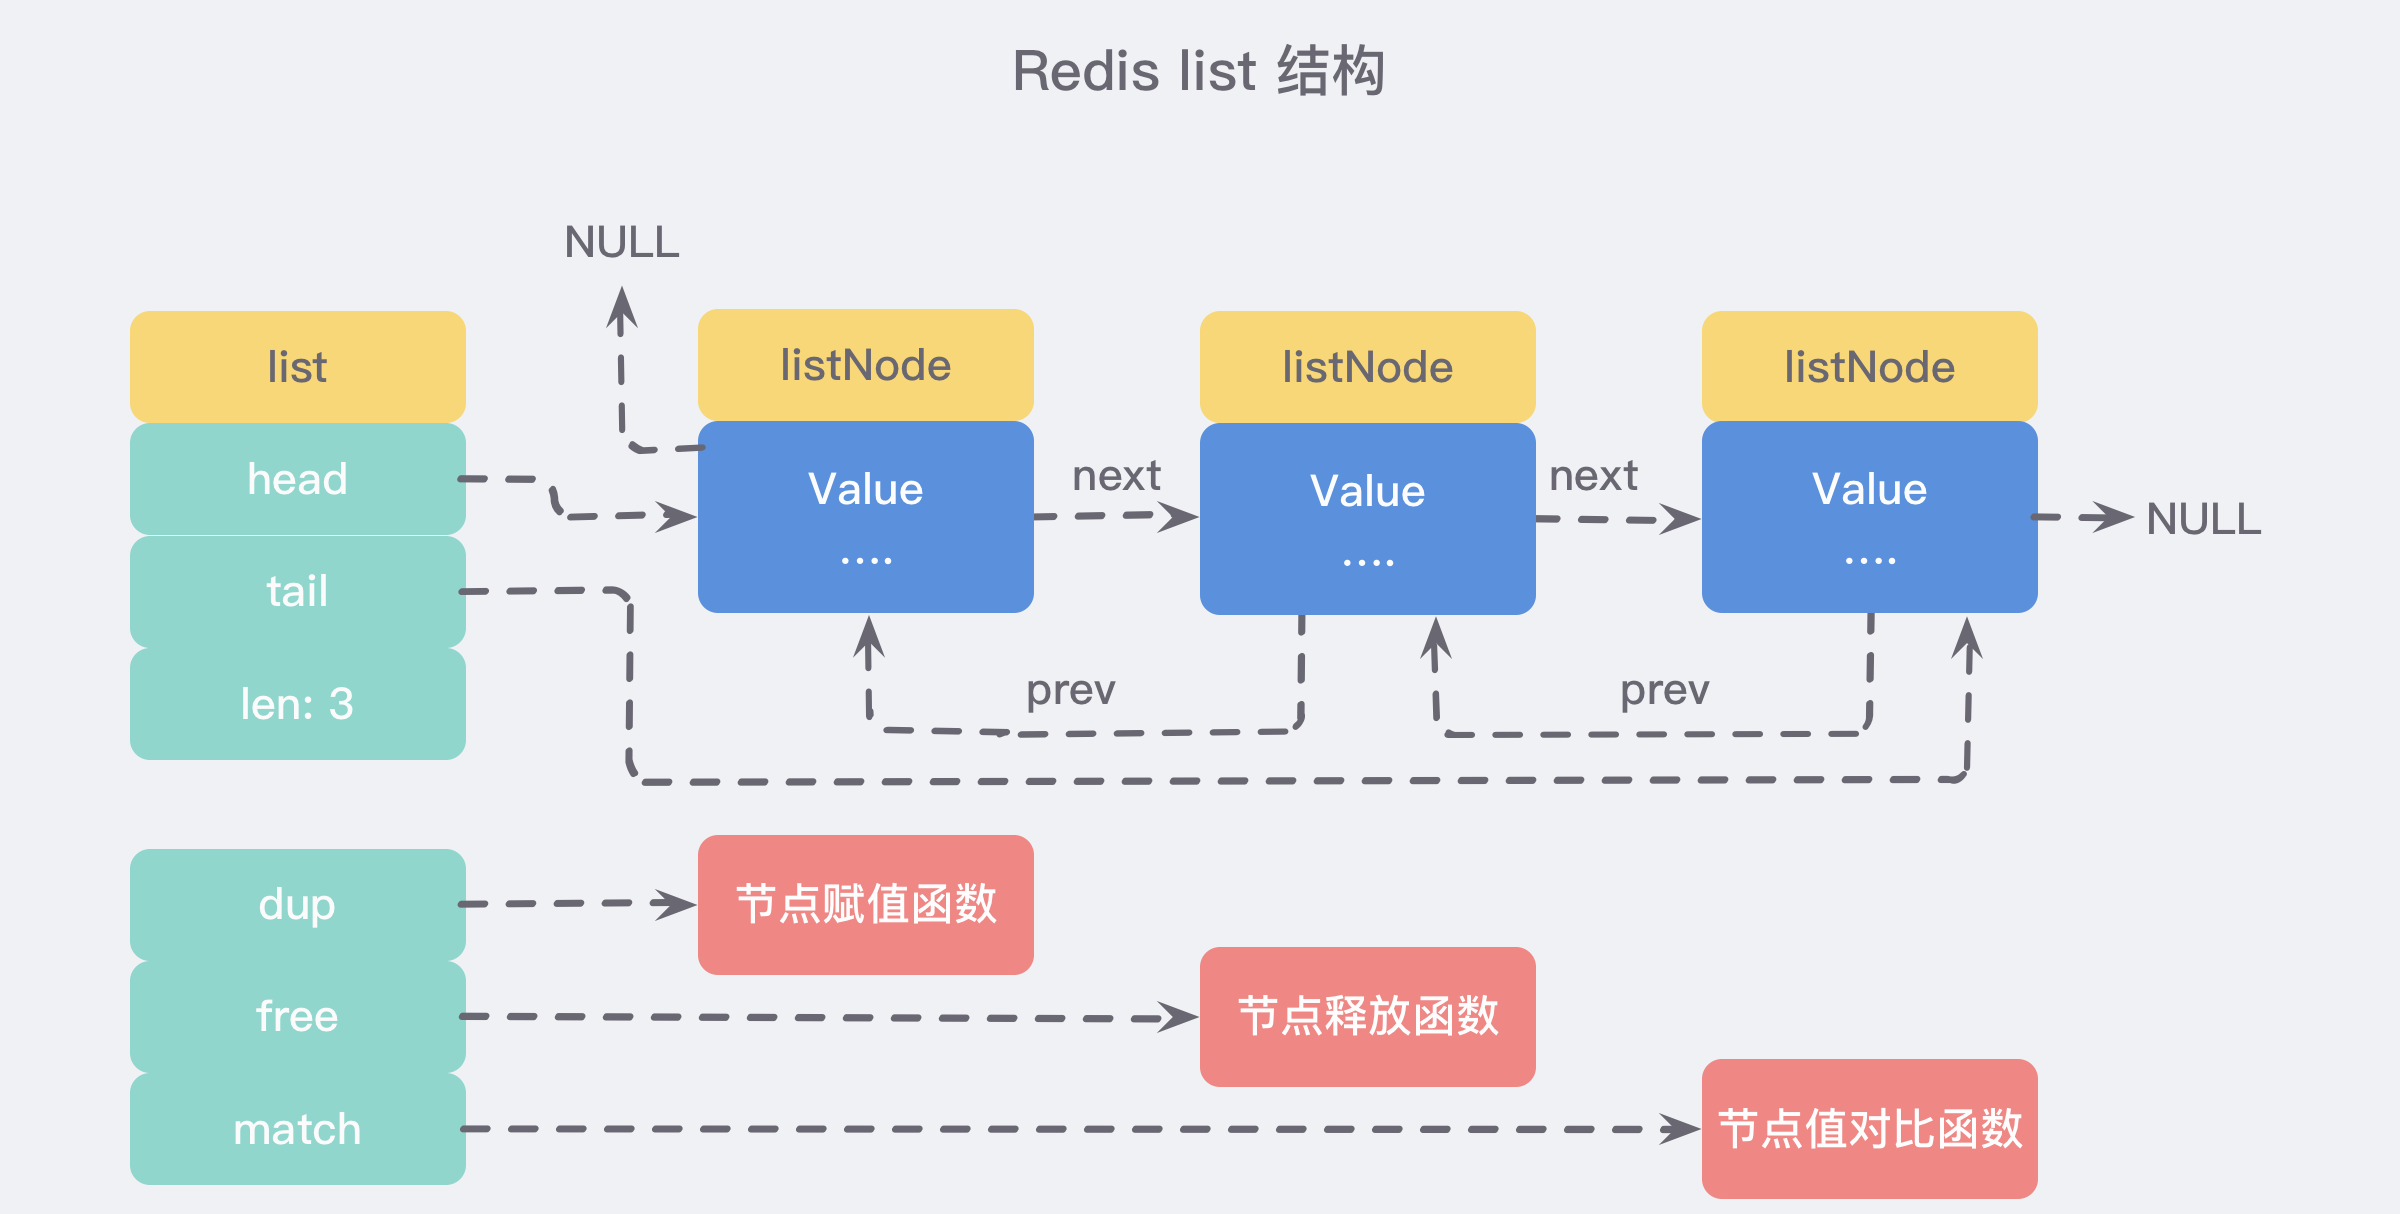 Redis list 结构
NULL
list
listNode
listNode
listNode
head
Value
....
next
Value
....
next
Value
....
NULL
tail
len: 3
prev
prev
dup
节点赋值函数
free
节点释放函数
match
节点值对比函数